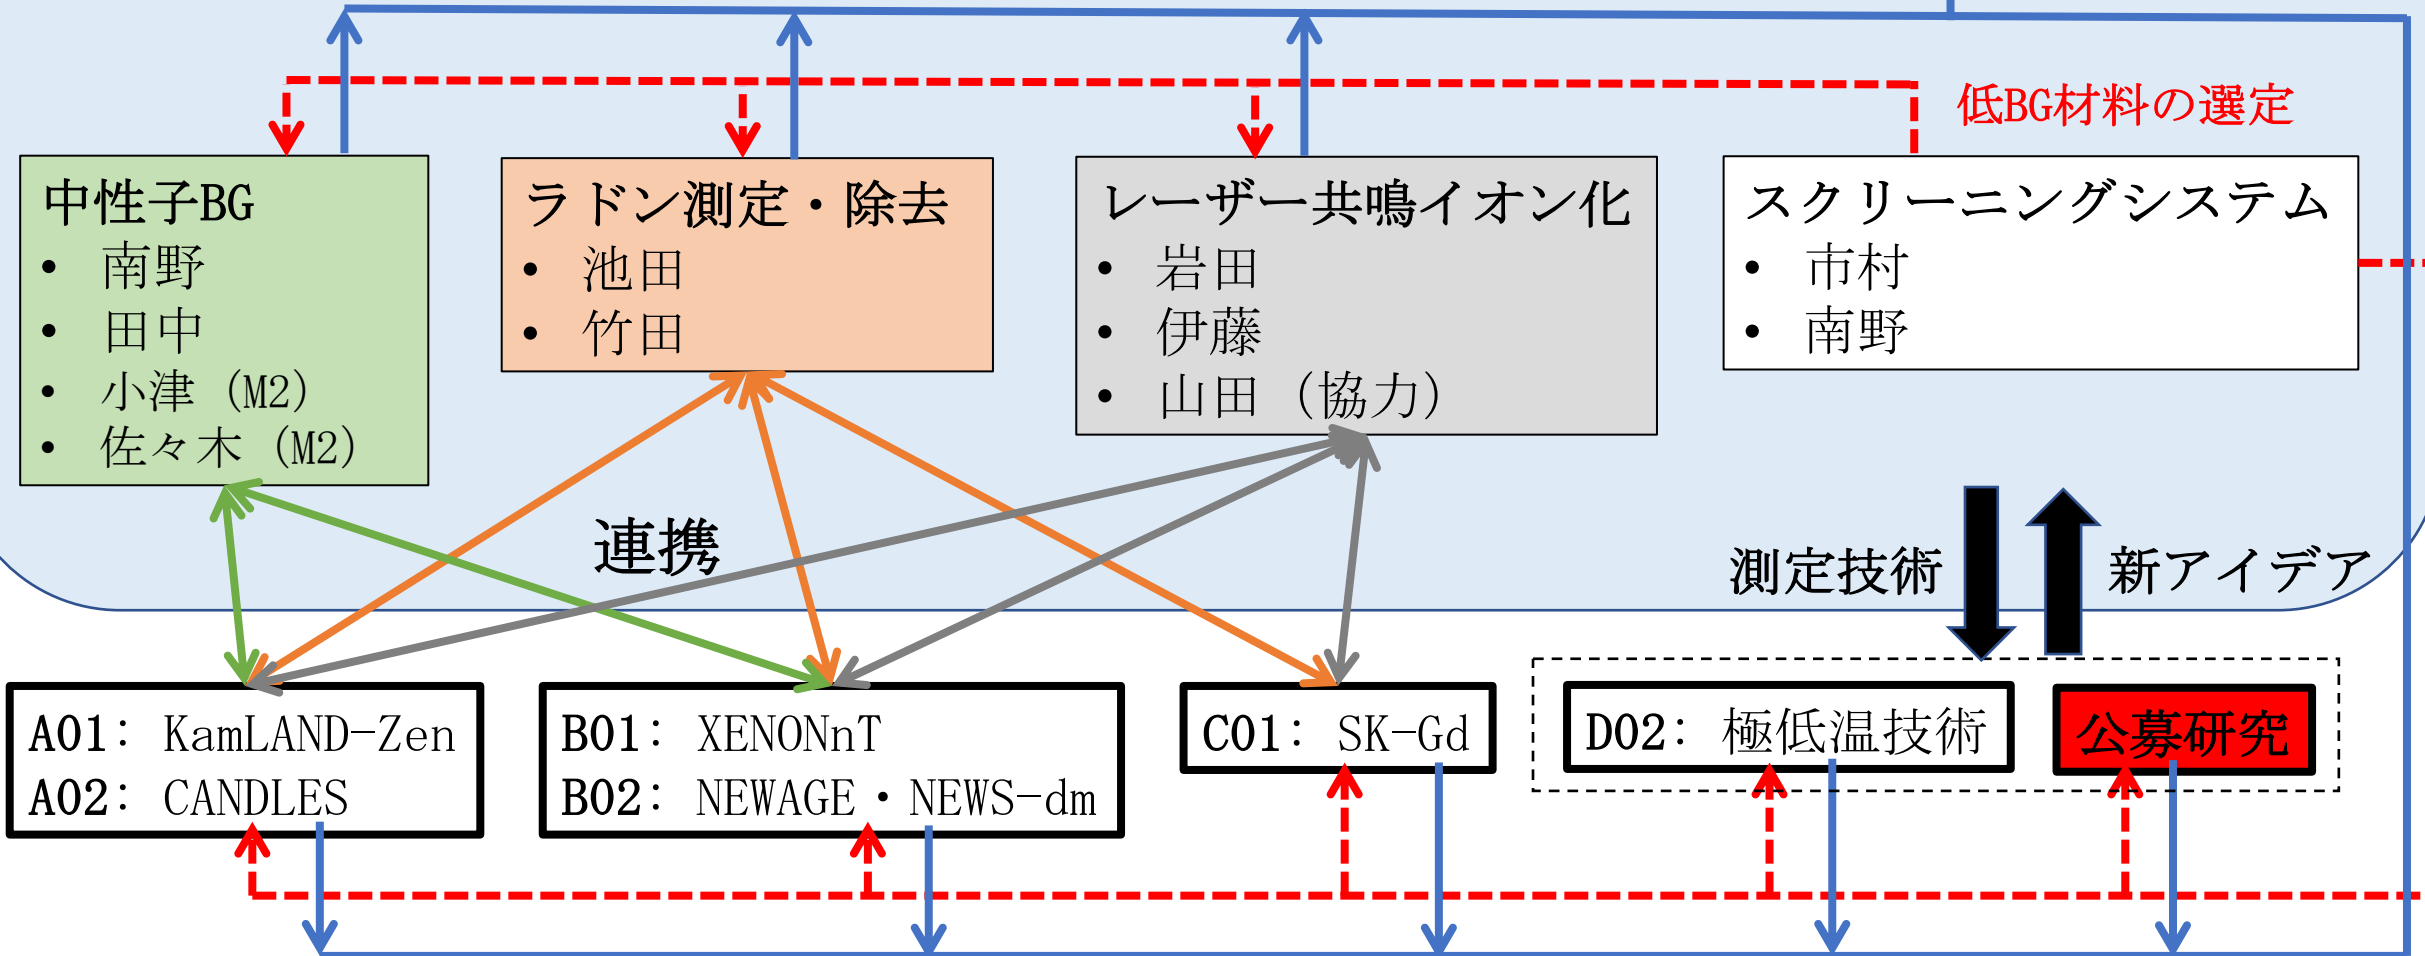 低BG材料の選定
中性子BG
• 南野
• 田中
• 小津（M2）
• 佐々木（M2）
ラドン測定・除去
• 池田
• 竹田
レーザー共鳴イオン化
• 岩田
• 伊藤
• 山田（協力）
スクリーニングシステム
• 市村
• 南野
連携
測定技術
新アイデア
A01: KamLAND-Zen
A02: CANDLES
B01: XENONnT
B02: NEWAGE・NEWS-dm
C01: SK-Gd
D02: 極低温技術
公募研究